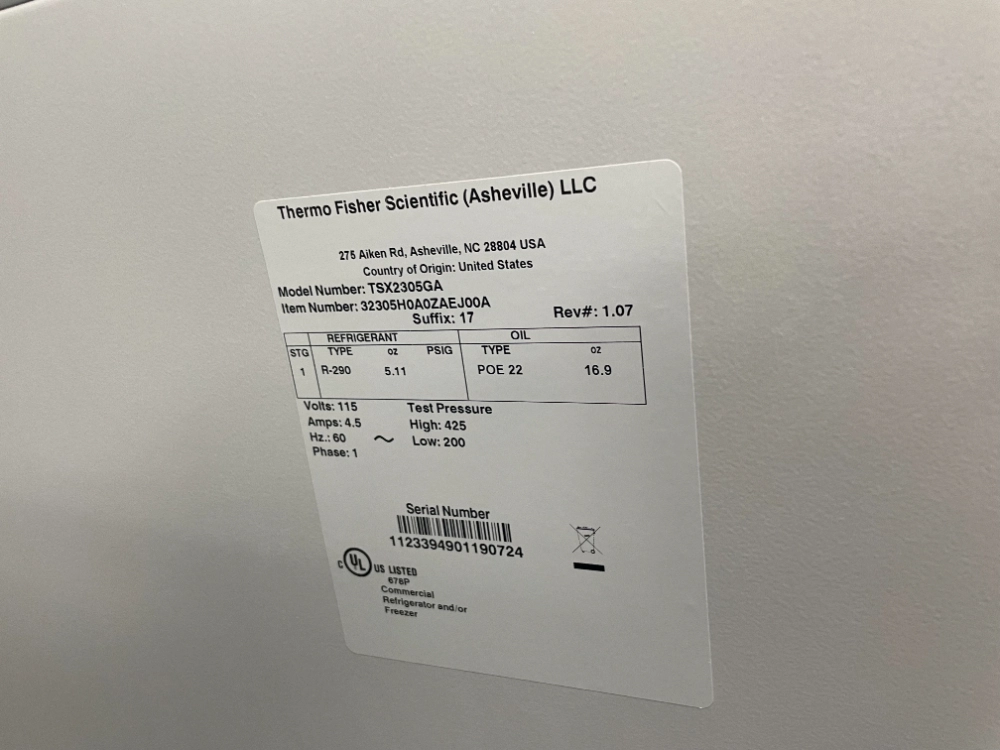 Thermo Fisher Scientific (Asheville) LLC
275 Aiken Rd, Asheville, NC 28804 USA
Country of Origin: United States
Model Number: TSX2305GA
Item Number: 32305H0A0ZAEJ00A
Suffix: 17 Rev#: 1.07
REFRIGERANT OIL
STG TYPE oz PSIG TYPE oz
1 R-290 5.11 POE 22 16.9
Volts: 115 Test Pressure
Amps: 4.5 High: 425
Hz.: 60 ~ Low: 200
Phase: 1
Serial Number
1123394901190724
C UL US LISTED
678P
Commercial
Refrigerator and/or
Freezer